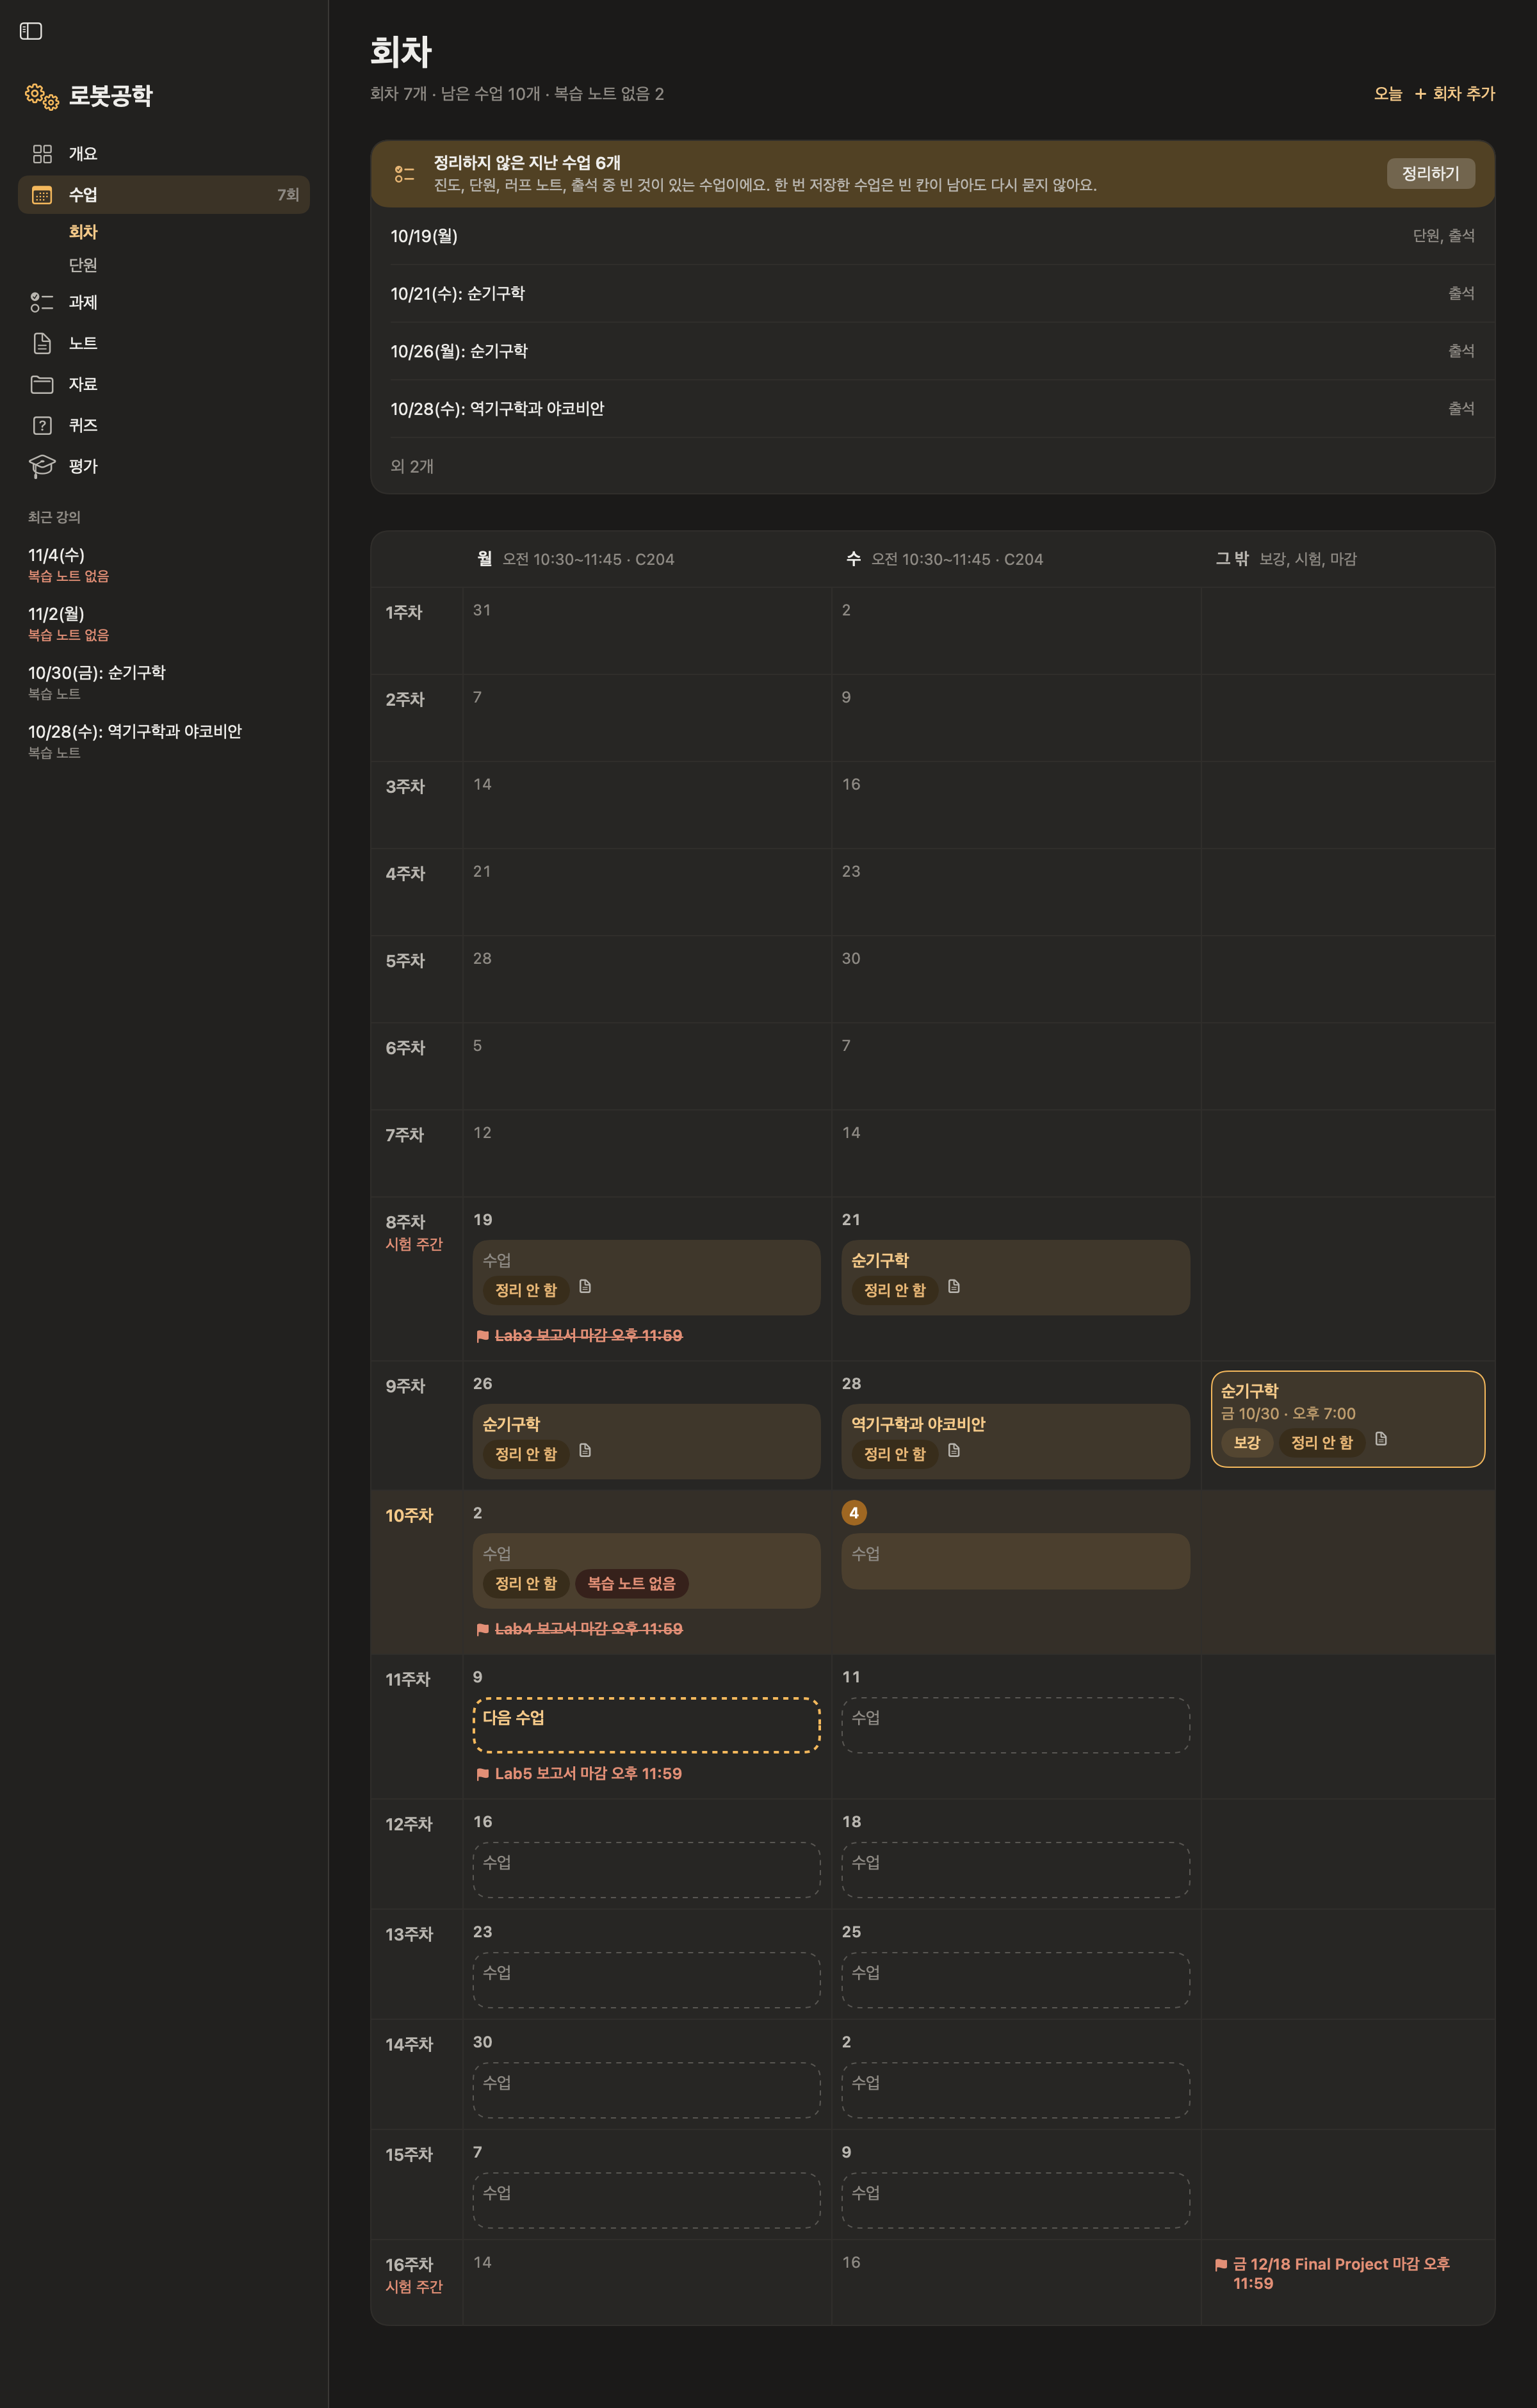 로봇공학
개요
수업 7회
회차
단원
과제
노트
자료
퀴즈
평가
최근 강의
11/4(수)
복습 노트 없음
11/2(월)
복습 노트 없음
10/30(금): 순기구학
복습 노트
10/28(수): 역기구학과 야코비안
복습 노트
회차
회차 7개 · 남은 수업 10개 · 복습 노트 없음 2
오늘 + 회차 추가
정리하지 않은 지난 수업 6개
진도, 단원, 러프 노트, 출석 중 빈 것이 있는 수업이에요. 한 번 저장한 수업은 빈 칸이 남아도 다시 묻지 않아요.
정리하기
10/19(월) 단원, 출석
10/21(수): 순기구학 출석
10/26(월): 순기구학 출석
10/28(수): 역기구학과 야코비안 출석
외 2개
월 오전 10:30~11:45 · C204 수 오전 10:30~11:45 · C204 그 밖 보강, 시험, 마감
1주차 31 2
2주차 7 9
3주차 14 16
4주차 21 23
5주차 28 30
6주차 5 7
7주차 12 14
8주차 19 21
시험 주간
수업 순기구학
정리 안 함 정리 안 함
Lab3 보고서 마감 오후 11:59
9주차 26 28
순기구학 역기구학과 야코비안 순기구학
금 10/30 · 오후 7:00
정리 안 함 정리 안 함 보강 정리 안 함
10주차 2 4
수업 수업
정리 안 함 복습 노트 없음
Lab4 보고서 마감 오후 11:59
11주차 9 11
다음 수업 수업
Lab5 보고서 마감 오후 11:59
12주차 16 18
수업 수업
13주차 23 25
수업 수업
14주차 30 2
수업 수업
15주차 7 9
수업 수업
16주차 14 16
시험 주간
금 12/18 Final Project 마감 오후
11:59